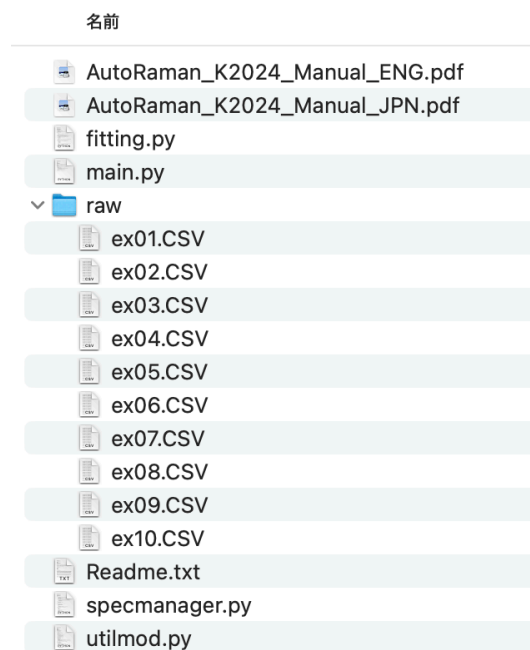 名前
AutoRaman_K2024_Manual_ENG.pdf
AutoRaman_K2024_Manual_JPN.pdf
fitting.py
main.py
raw
ex01.CSV
ex02.CSV
ex03.CSV
ex04.CSV
ex05.CSV
ex06.CSV
ex07.CSV
ex08.CSV
ex09.CSV
ex10.CSV
Readme.txt
specmanager.py
utilmod.py